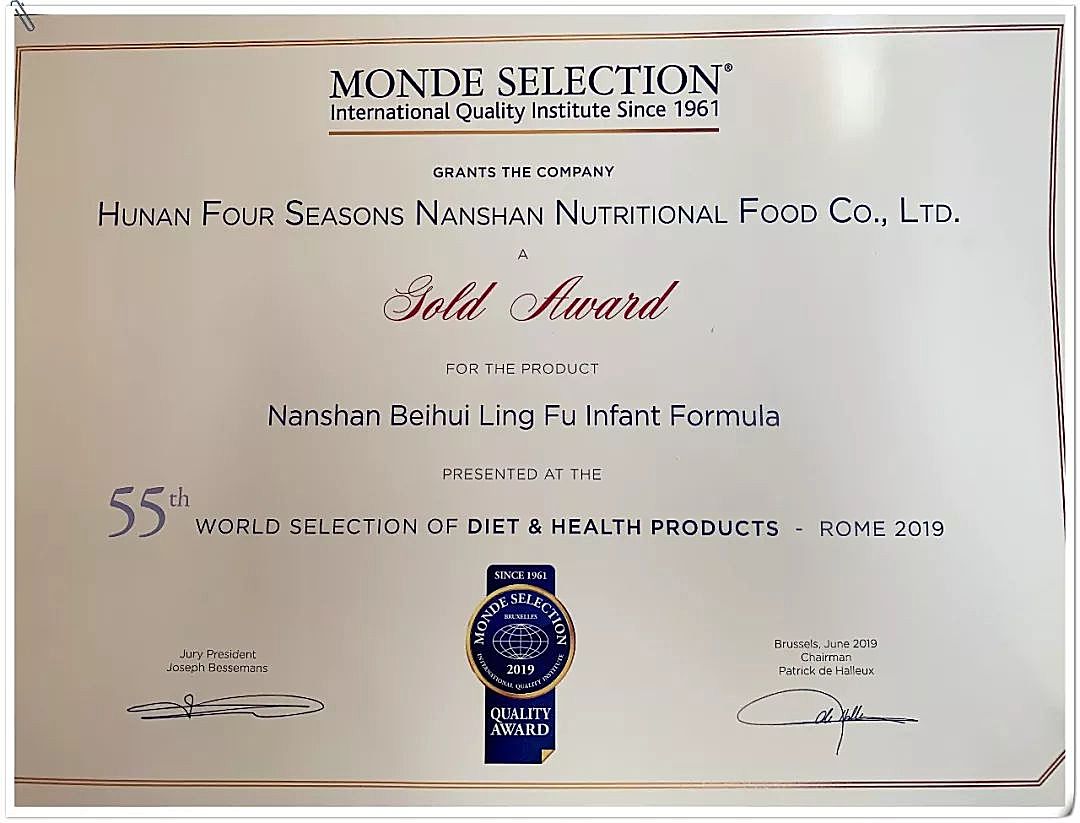 MONDE SELECTION®
International Quality Institute Since 1961
GRANTS THE COMPANY
HUNAN FOUR SEASONS NANSHAN NUTRITIONAL FOOD CO., LTD.
A
Gold Award
FOR THE PRODUCT
Nanshan Beihui Ling Fu Infant Formula
PRESENTED AT THE
55th WORLD SELECTION OF DIET & HEALTH PRODUCTS - ROME 2019
SINCE 1961
MONDE SELECTION
BRUXELLES
2019
INTERNATIONAL QUALITY INSTITUTE
QUALITY
AWARD
Jury President
Joseph Bessemans
Brussels, June 2019
Chairman
Patrick de Halleux